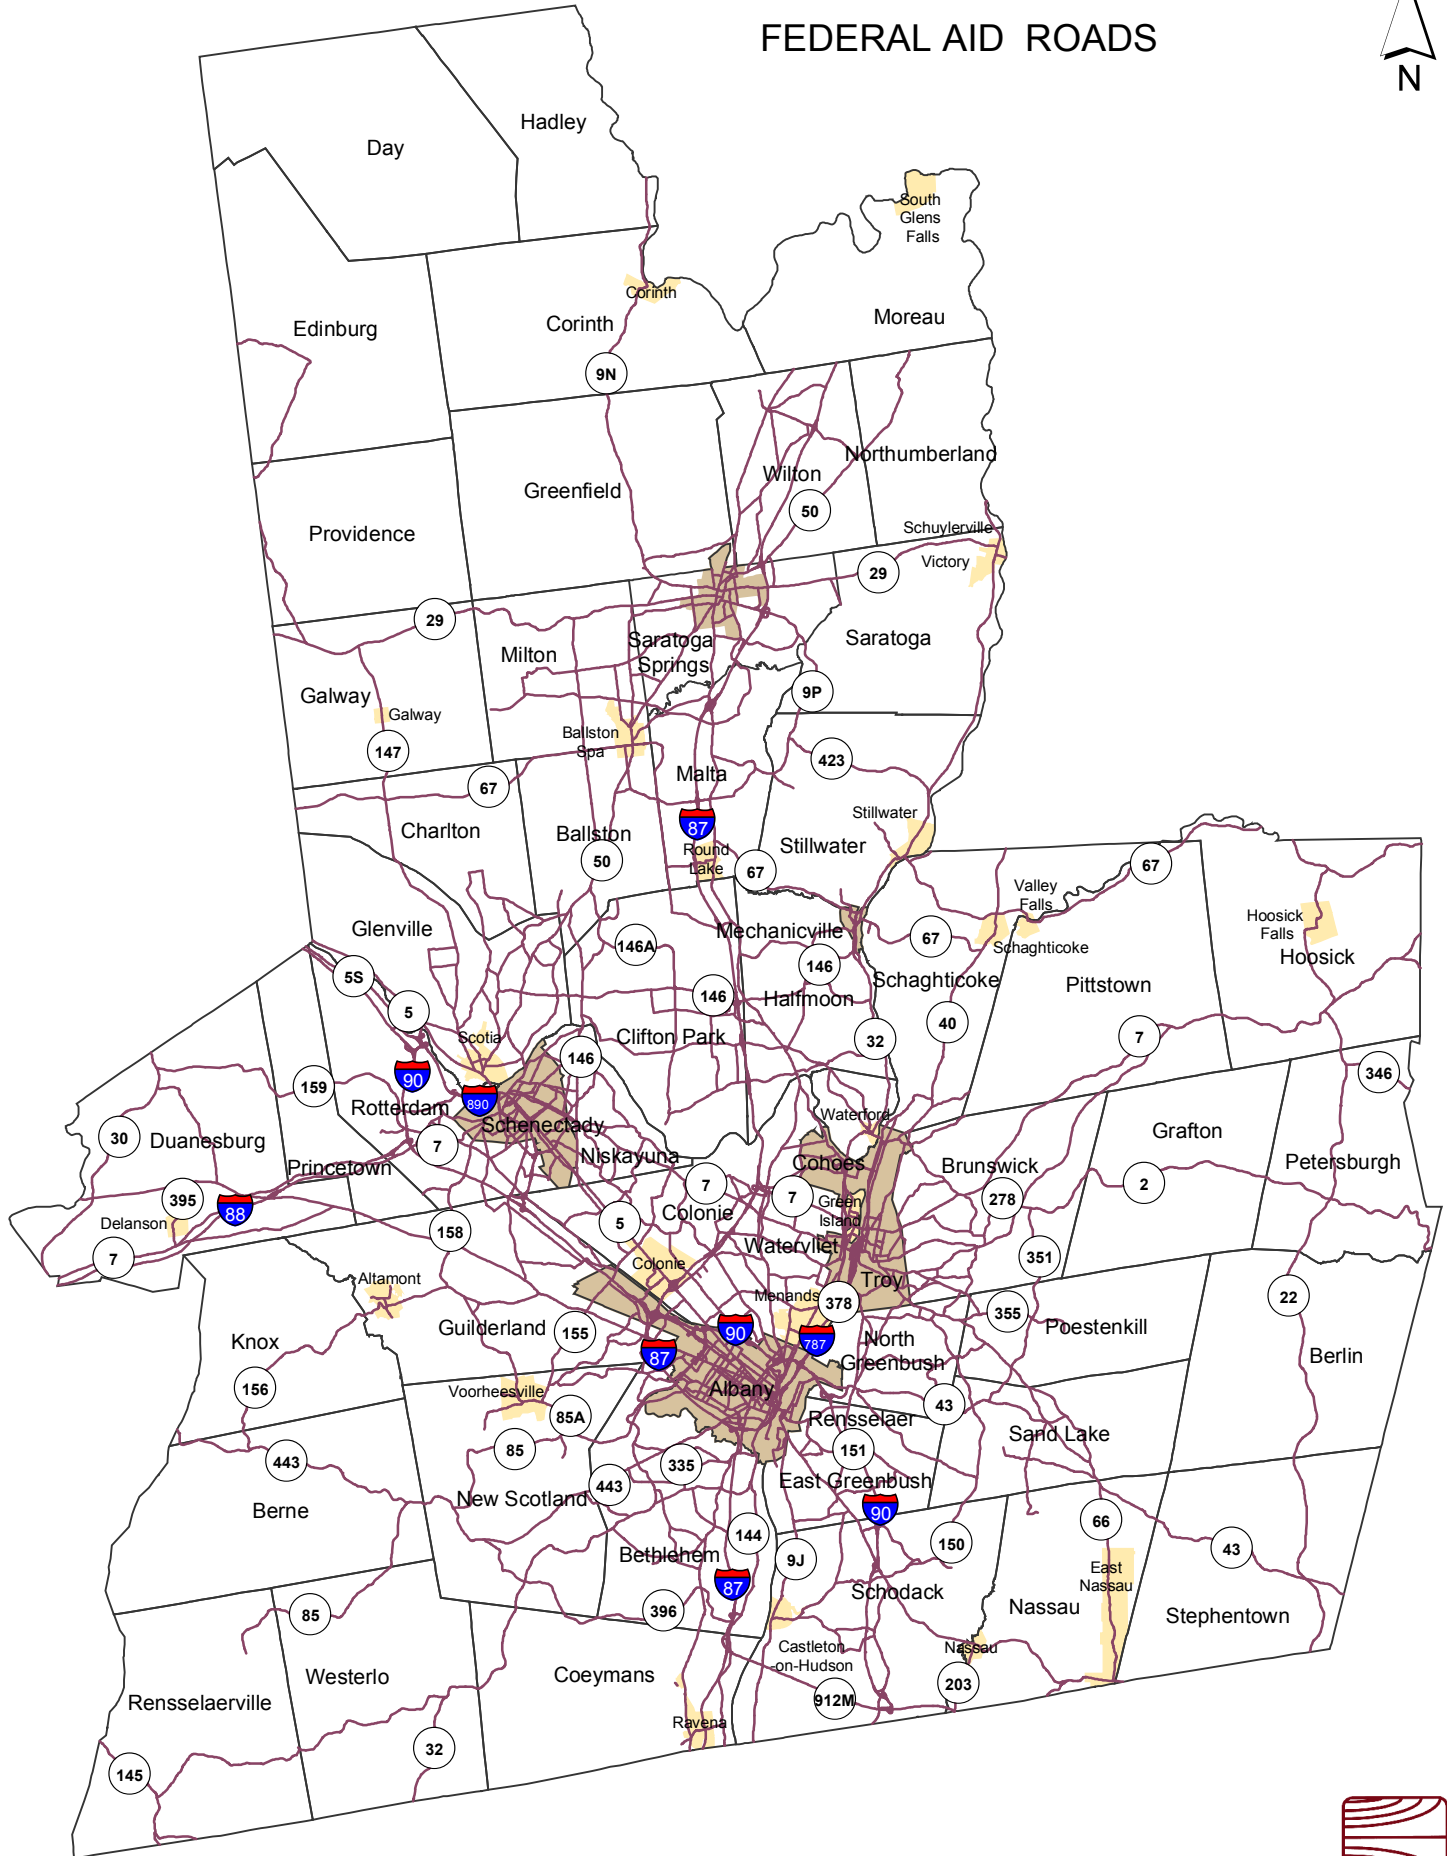 FEDERAL AID ROADS
N
Hadley
Day
South
Glens
Falls
Corinth
Moreau
Edinburg
Corinth
9N
Northumberland
Wilton
Greenfield
50
Schuylerville
Providence
Victory
29
29
Saratoga
Springs
Saratoga
Milton
9P
Galway
Galway
Ballston
Spa
147
423
Malta
67
Stillwater
87
Charlton
Ballston
Stillwater
Round
Lake
50
67
67
Valley
Falls
Hoosick
Falls
Glenville
Mechanicville
67
146A
Schaghticoke
Hoosick
146
5S
Schaghticoke
Pittstown
146
Halfmoon
5
40
7
Scotia
Clifton Park
32
146
90
346
159
890
Rotterdam
Waterford
Schenectady
30
Duanesburg
7
Grafton
Niskayuna
Cohoes
Brunswick
Petersburgh
Princetown
7
7
2
395
278
Green
Island
88
Colonie
Delanson
5
158
Watervliet
7
351
Colonie
Altamont
Troy
Menands
22
378
355
Guilderland
155
90
787
North
Greenbush
Poestenkill
Knox
87
Berlin
156
Voorheesville
Albany
85A
43
Rensselaer
Sand Lake
85
151
443
335
East Greenbush
443
New Scotland
90
Berne
66
144
150
43
Bethlehem
9J
East
Nassau
87
Schodack
Nassau
396
85
Stephentown
Castleton
-on-Hudson
Nassau
Westerlo
Coeymans
203
Rensselaerville
912M
Ravena
32
145